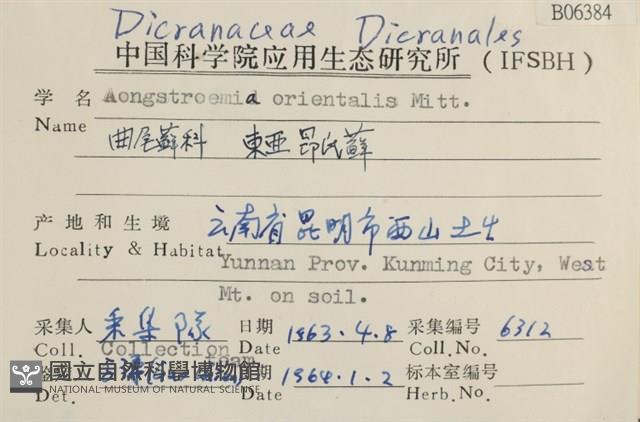 B06384
Dicranaceae Dicranales
中国科学院应用生态研究所 (IFSBH)
学名 Aongstroemia orientalis Mitt.
Name
曲尾蘚科 東亚昂氏蘚
产地和生境 云南省昆明市西山土生
Locality & Habitat Yunnan Prov. Kunming City, West
Mt. on soil.
采集人 采集隊 日期 1963.4.8 采集编号 6312
Coll. Collection Team Date Coll.No.
期 1964.1.2 标本室编号
Det. Date Herb.No.
國立自然科學博物館
NATIONAL MUSEUM OF NATURAL SCIENCE